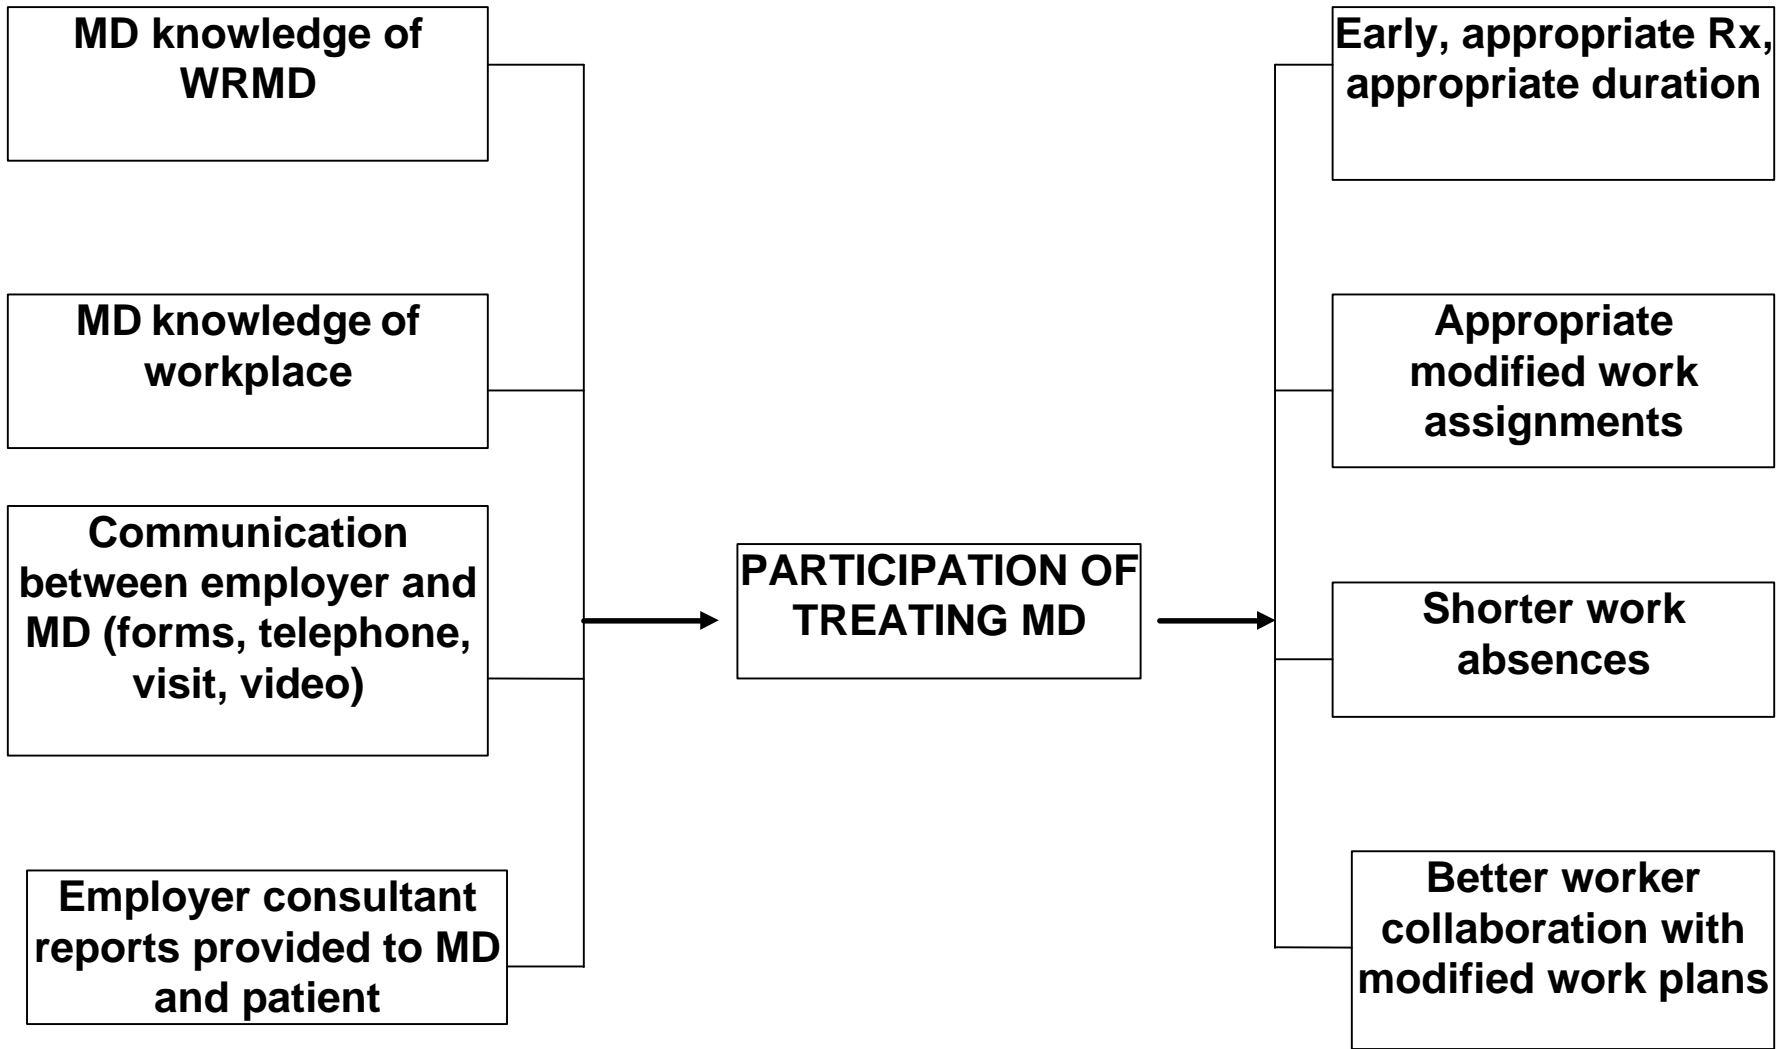 MD knowledge of
WRMD
MD knowledge of
workplace
Communication
between employer and
MD (forms, telephone,
visit, video)
Employer consultant
reports provided to MD
and patient
PARTICIPATION OF
TREATING MD
Early, appropriate Rx,
appropriate duration
Appropriate
modified work
assignments
Shorter work
absences
Better worker
collaboration with
modified work plans